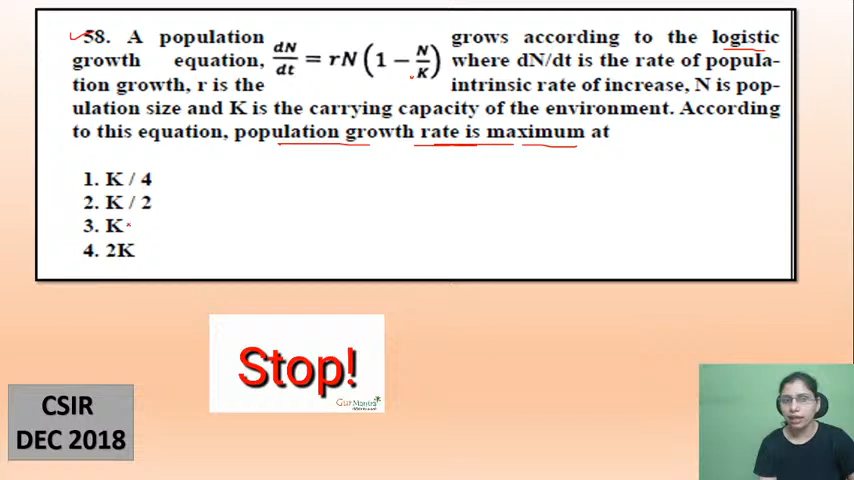 58. A population grows according to the logistic
growth equation, dN/dt = rN (1 − N/K) where dN/dt is the rate of popula-
tion growth, r is the intrinsic rate of increase, N is pop-
ulation size and K is the carrying capacity of the environment. According
to this equation, population growth rate is maximum at
1. K / 4
2. K / 2
3. K
4. 2K
Stop!
GurMantra
CSIR
DEC 2018